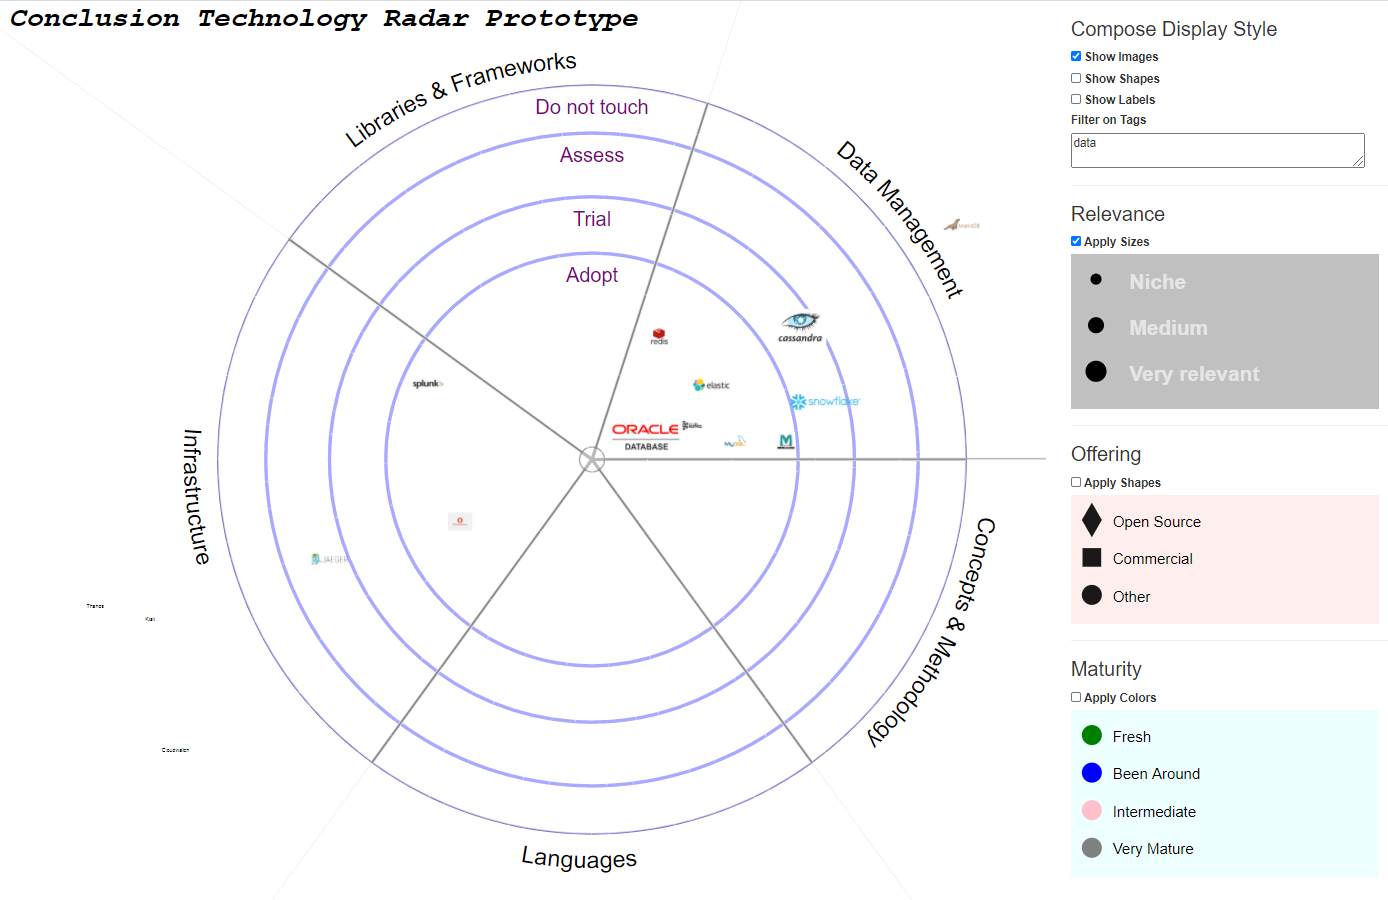 Conclusion Technology Radar Prototype
Libraries & Frameworks
Data Management
Infrastructure
Concepts & Methodology
Languages
Do not touch
Assess
Trial
Adopt
MariaDB
redis
cassandra
splunk>
elastic
snowflake
ORACLE
DATABASE
kafka
MySQL
JAEGER
Thanos
Kiali
Cloudwatch
Compose Display Style
Show Images
Show Shapes
Show Labels
Filter on Tags
data
Relevance
Apply Sizes
Niche
Medium
Very relevant
Offering
Apply Shapes
Open Source
Commercial
Other
Maturity
Apply Colors
Fresh
Been Around
Intermediate
Very Mature